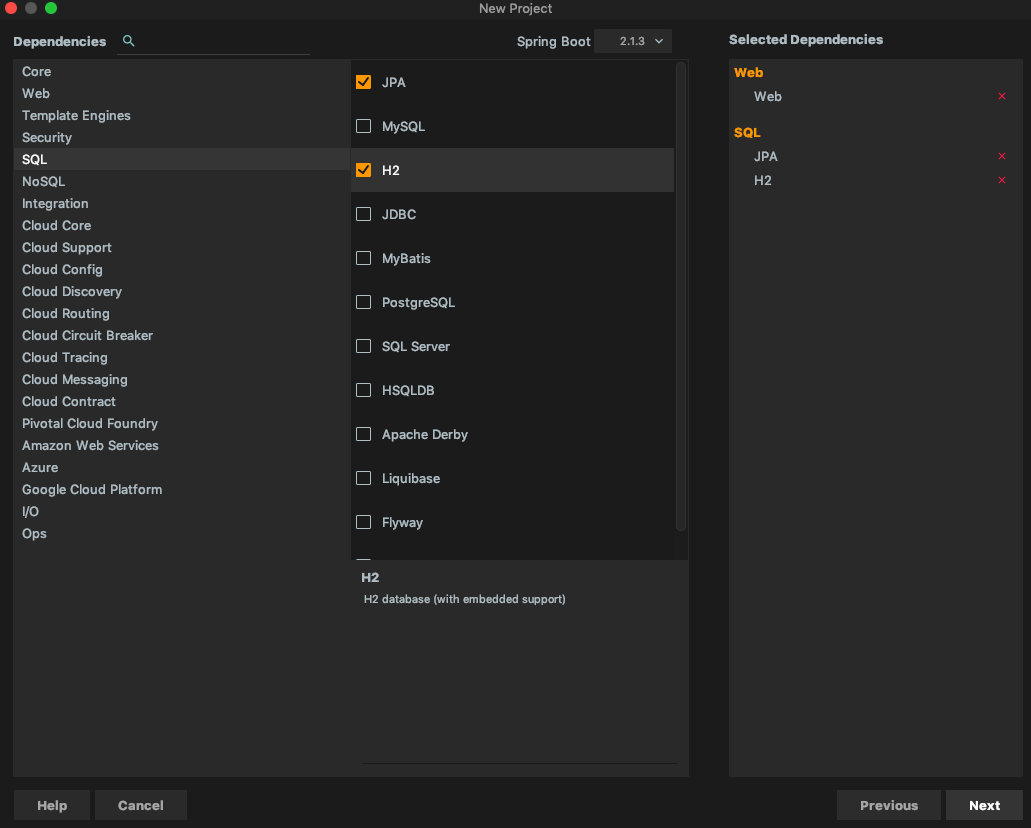 New Project
Dependencies
Spring Boot 2.1.3
Selected Dependencies
Core
Web
Template Engines
Security
SQL
NoSQL
Integration
Cloud Core
Cloud Support
Cloud Config
Cloud Discovery
Cloud Routing
Cloud Circuit Breaker
Cloud Tracing
Cloud Messaging
Cloud Contract
Pivotal Cloud Foundry
Amazon Web Services
Azure
Google Cloud Platform
I/O
Ops
JPA
MySQL
H2
JDBC
MyBatis
PostgreSQL
SQL Server
HSQLDB
Apache Derby
Liquibase
Flyway
H2
H2 database (with embedded support)
Web
Web
SQL
JPA
H2
Help
Cancel
Previous
Next